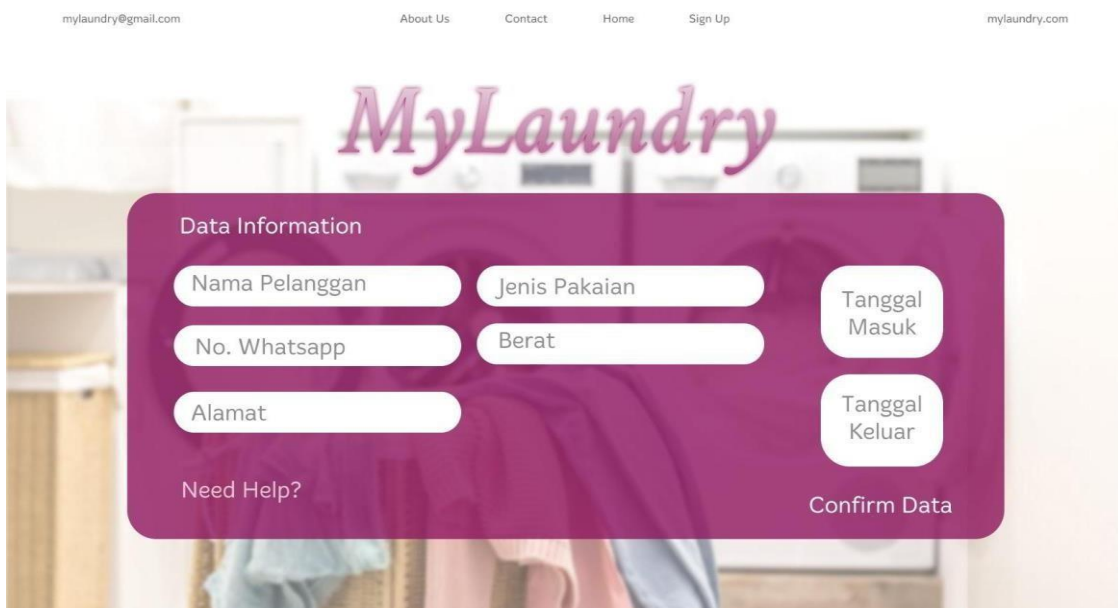 mylaundry@gmail.com
About Us
Contact
Home
Sign Up
mylaundry.com
MyLaundry
Data Information
Nama Pelanggan
Jenis Pakaian
Tanggal
Masuk
No. Whatsapp
Berat
Alamat
Tanggal
Keluar
Need Help?
Confirm Data